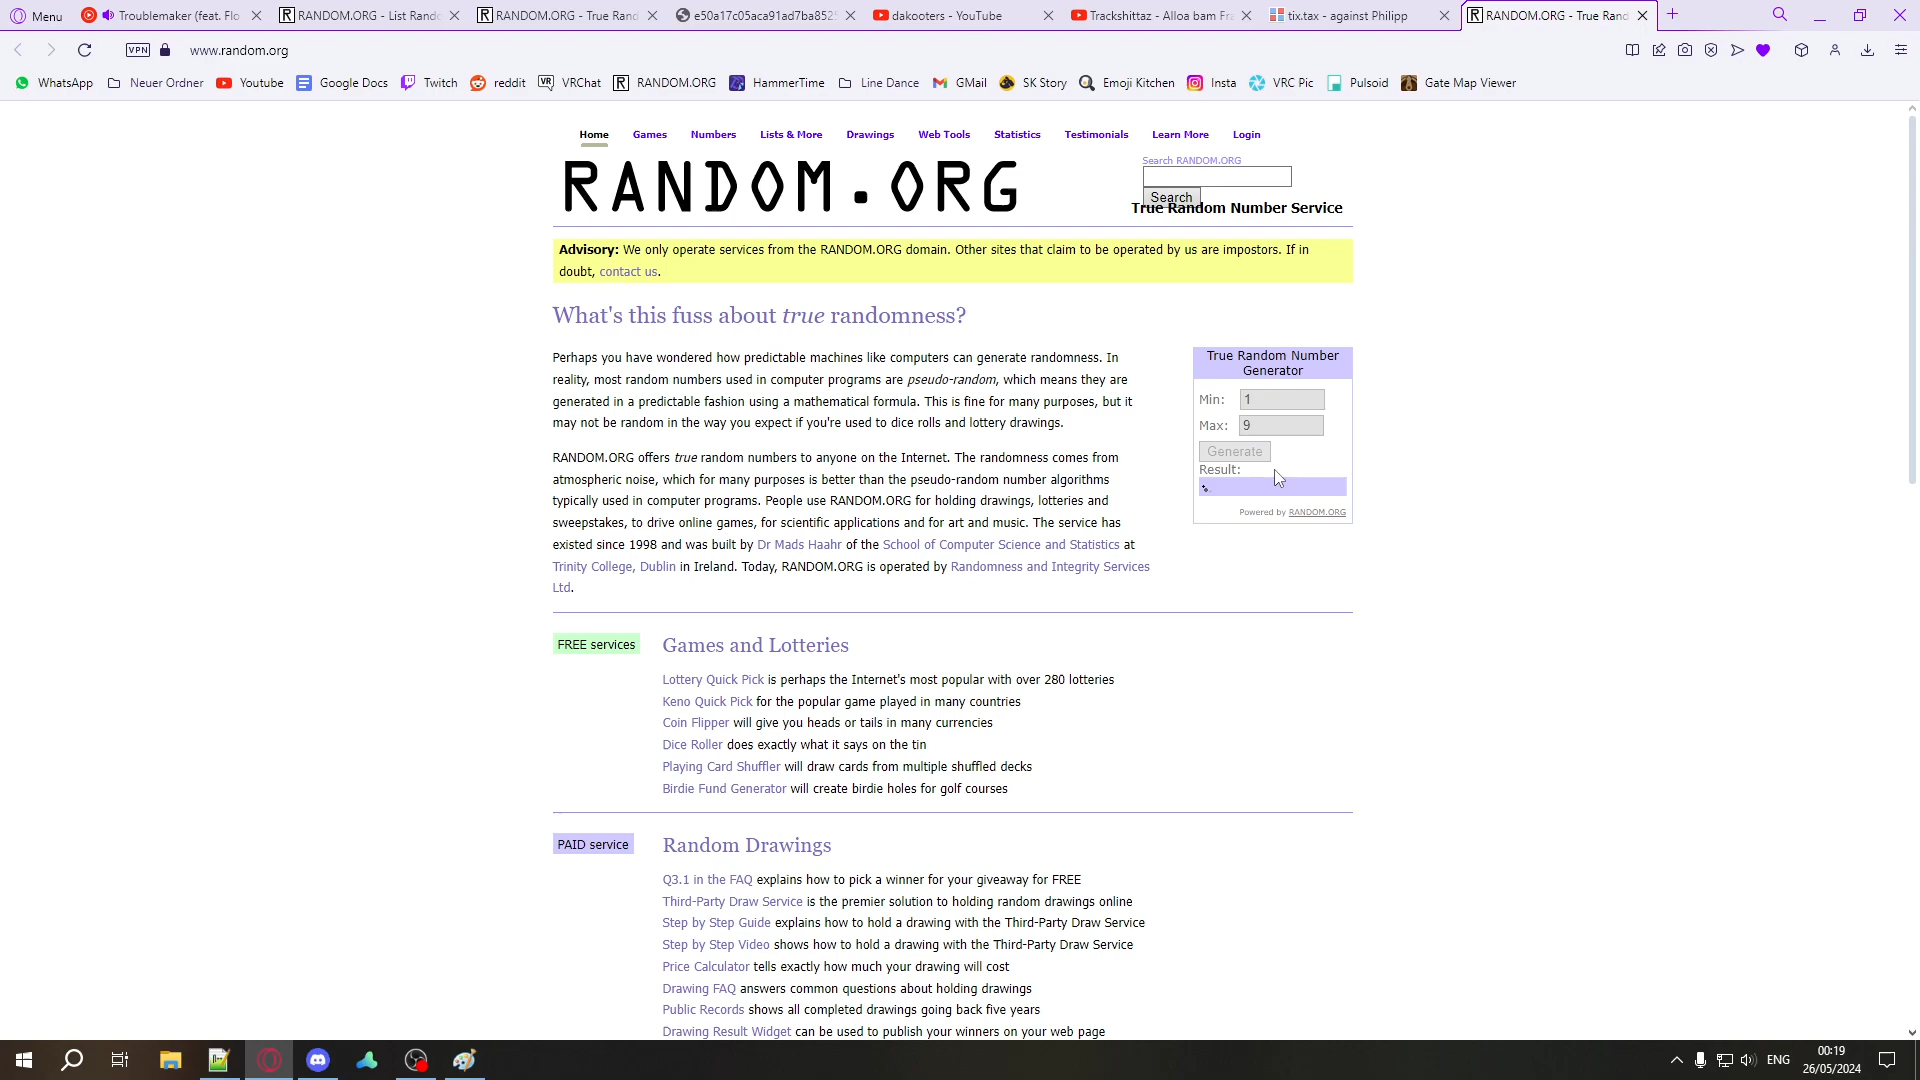 Menu
Troublemaker (feat. Flo
RANDOM.ORG - List Rand
RANDOM.ORG - True Rand
e50a17c05aca91ad7ba852
dakooters - YouTube
Trackshittaz - Alloa bam Fr
tix.tax - against Philipp
RANDOM.ORG - True Rand
VPN
www.random.org
WhatsApp
Neuer Ordner
Youtube
Google Docs
Twitch
reddit
VRChat
RANDOM.ORG
HammerTime
Line Dance
GMail
SK Story
Emoji Kitchen
Insta
VRC Pic
Pulsoid
Gate Map Viewer
Home
Games
Numbers
Lists & More
Drawings
Web Tools
Statistics
Testimonials
Learn More
Login
RANDOM.ORG
Search RANDOM.ORG
Search
True Random Number Service
Advisory: We only operate services from the RANDOM.ORG domain. Other sites that claim to be operated by us are impostors. If in
doubt, contact us.
What's this fuss about true randomness?
Perhaps you have wondered how predictable machines like computers can generate randomness. In
reality, most random numbers used in computer programs are pseudo-random, which means they are
generated in a predictable fashion using a mathematical formula. This is fine for many purposes, but it
may not be random in the way you expect if you're used to dice rolls and lottery drawings.
RANDOM.ORG offers true random numbers to anyone on the Internet. The randomness comes from
atmospheric noise, which for many purposes is better than the pseudo-random number algorithms
typically used in computer programs. People use RANDOM.ORG for holding drawings, lotteries and
sweepstakes, to drive online games, for scientific applications and for art and music. The service has
existed since 1998 and was built by Dr Mads Haahr of the School of Computer Science and Statistics at
Trinity College, Dublin in Ireland. Today, RANDOM.ORG is operated by Randomness and Integrity Services
Ltd.
True Random Number
Generator
Min: 1
Max: 9
Generate
Result:
Powered by RANDOM.ORG
FREE services
Games and Lotteries
Lottery Quick Pick is perhaps the Internet's most popular with over 280 lotteries
Keno Quick Pick for the popular game played in many countries
Coin Flipper will give you heads or tails in many currencies
Dice Roller does exactly what it says on the tin
Playing Card Shuffler will draw cards from multiple shuffled decks
Birdie Fund Generator will create birdie holes for golf courses
PAID service
Random Drawings
Q3.1 in the FAQ explains how to pick a winner for your giveaway for FREE
Third-Party Draw Service is the premier solution to holding random drawings online
Step by Step Guide explains how to hold a drawing with the Third-Party Draw Service
Step by Step Video shows how to hold a drawing with the Third-Party Draw Service
Price Calculator tells exactly how much your drawing will cost
Drawing FAQ answers common questions about holding drawings
Public Records shows all completed drawings going back five years
Drawing Result Widget can be used to publish your winners on your web page
ENG
00:19
26/05/2024